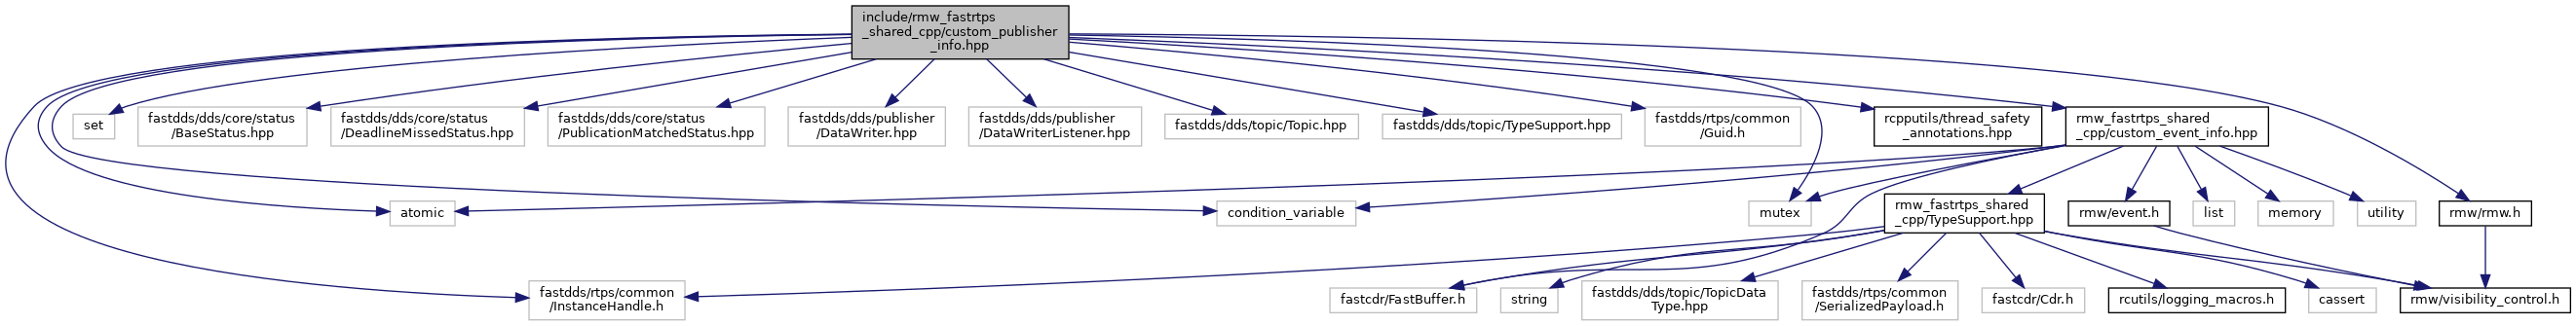 include/rmw_fastrtps
_shared_cpp/custom_publisher
_info.hpp
set
fastdds/dds/core/status
/BaseStatus.hpp
fastdds/dds/core/status
/DeadlineMissedStatus.hpp
fastdds/dds/core/status
/PublicationMatchedStatus.hpp
fastdds/dds/publisher
/DataWriter.hpp
fastdds/dds/publisher
/DataWriterListener.hpp
fastdds/dds/topic/Topic.hpp
fastdds/dds/topic/TypeSupport.hpp
fastdds/rtps/common
/Guid.h
rcpputils/thread_safety
_annotations.hpp
rmw_fastrtps_shared
_cpp/custom_event_info.hpp
atomic
condition_variable
mutex
rmw_fastrtps_shared
_cpp/TypeSupport.hpp
rmw/event.h
list
memory
utility
rmw/rmw.h
fastdds/rtps/common
/InstanceHandle.h
fastcdr/FastBuffer.h
string
fastdds/dds/topic/TopicData
Type.hpp
fastdds/rtps/common
/SerializedPayload.h
fastcdr/Cdr.h
rcutils/logging_macros.h
cassert
rmw/visibility_control.h